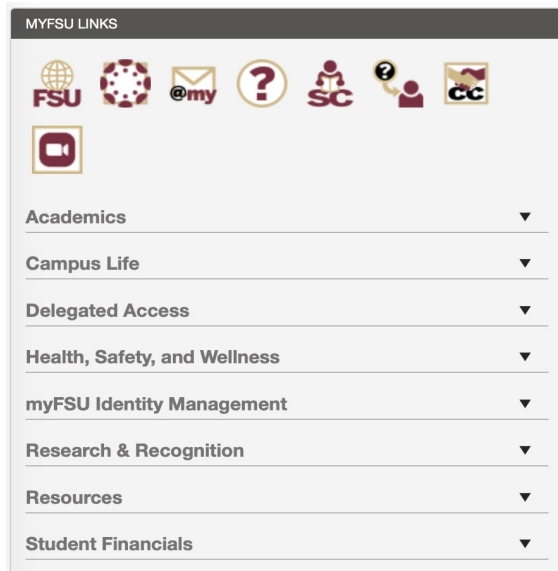 MYFSU LINKS
FSU @my ? SC ? CC
Academics
Campus Life
Delegated Access
Health, Safety, and Wellness
myFSU Identity Management
Research & Recognition
Resources
Student Financials